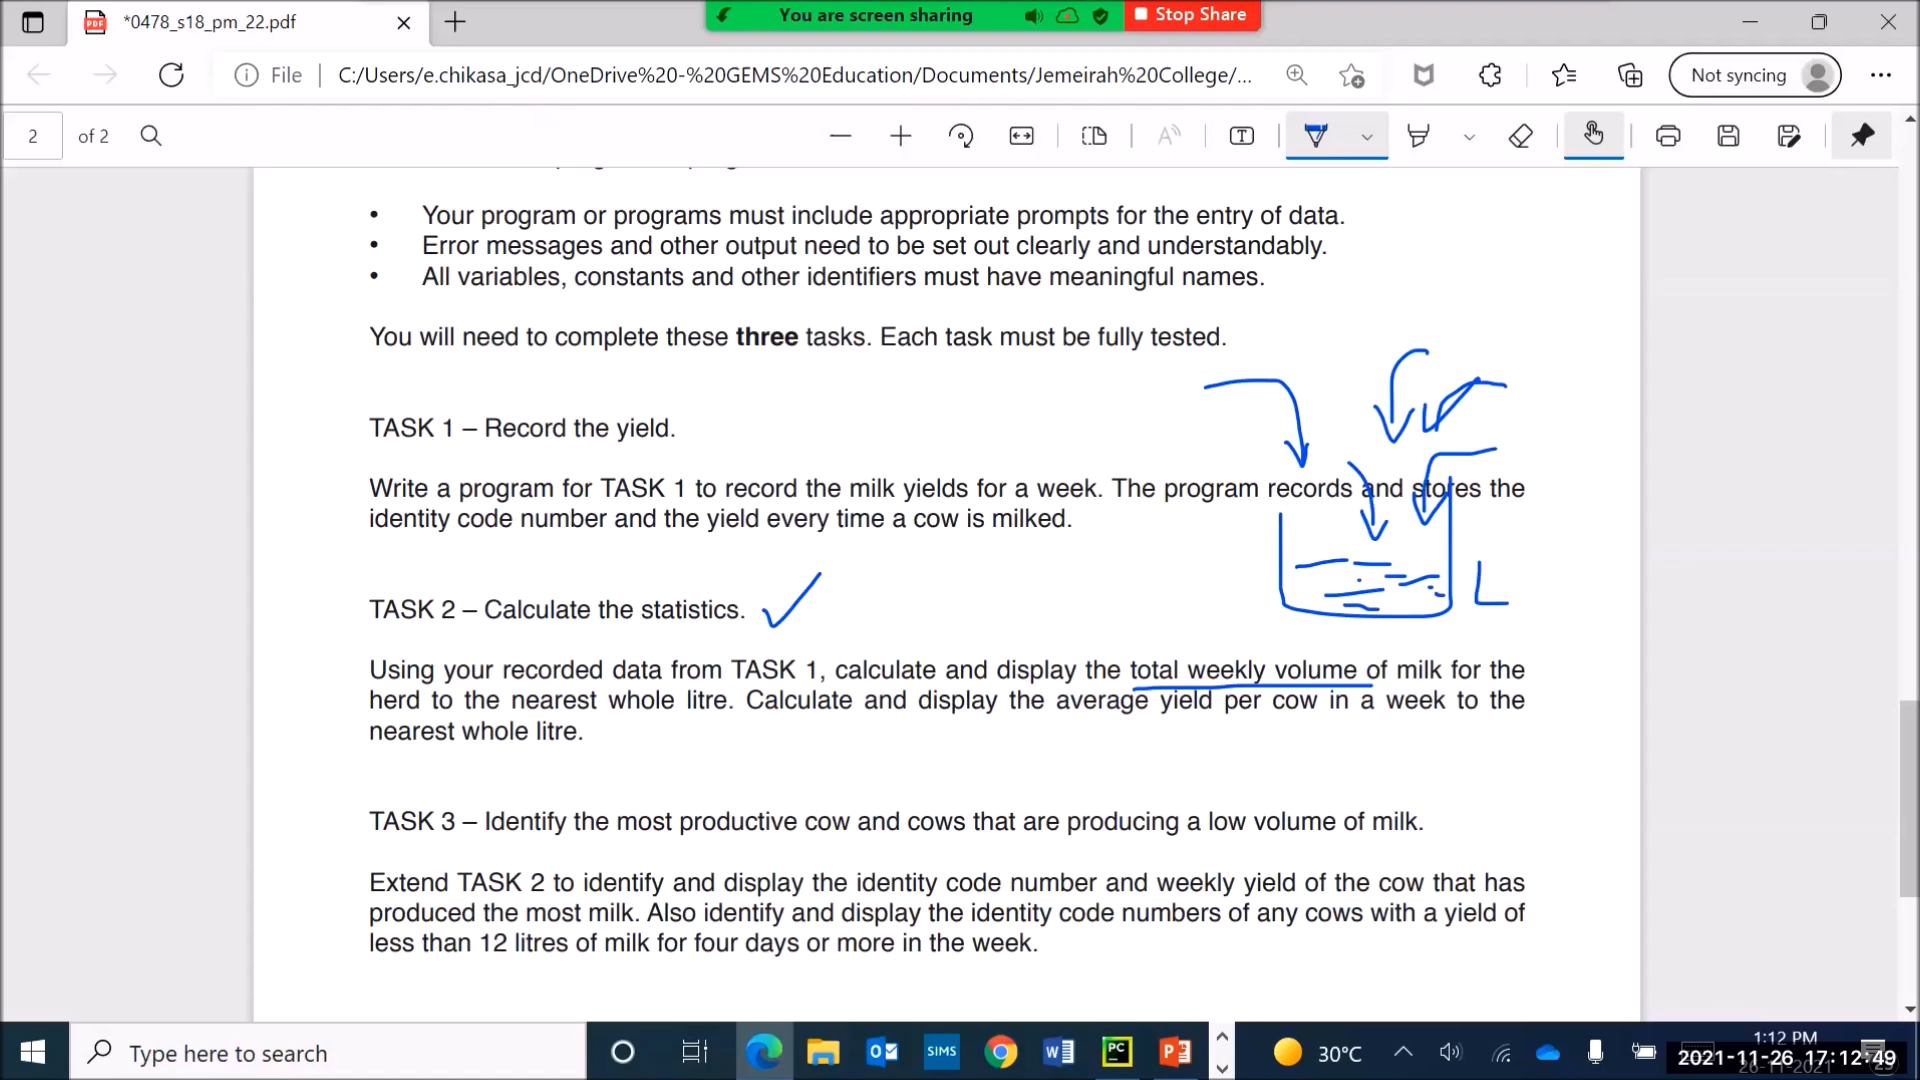 *0478_s18_pm_22.pdf
You are screen sharing
Stop Share
File
C:/Users/e.chikasa_jcd/OneDrive%20-%20GEMS%20Education/Documents/Jemeirah%20College/...
Not syncing
2
of 2
• Your program or programs must include appropriate prompts for the entry of data.
• Error messages and other output need to be set out clearly and understandably.
• All variables, constants and other identifiers must have meaningful names.
You will need to complete these three tasks. Each task must be fully tested.
TASK 1 – Record the yield.
Write a program for TASK 1 to record the milk yields for a week. The program records and stores the
identity code number and the yield every time a cow is milked.
L
TASK 2 – Calculate the statistics.
Using your recorded data from TASK 1, calculate and display the total weekly volume of milk for the
herd to the nearest whole litre. Calculate and display the average yield per cow in a week to the
nearest whole litre.
TASK 3 – Identify the most productive cow and cows that are producing a low volume of milk.
Extend TASK 2 to identify and display the identity code number and weekly yield of the cow that has
produced the most milk. Also identify and display the identity code numbers of any cows with a yield of
less than 12 litres of milk for four days or more in the week.
Type here to search
SIMS
30°C
1:12 PM
2021-11-26 17:12:49